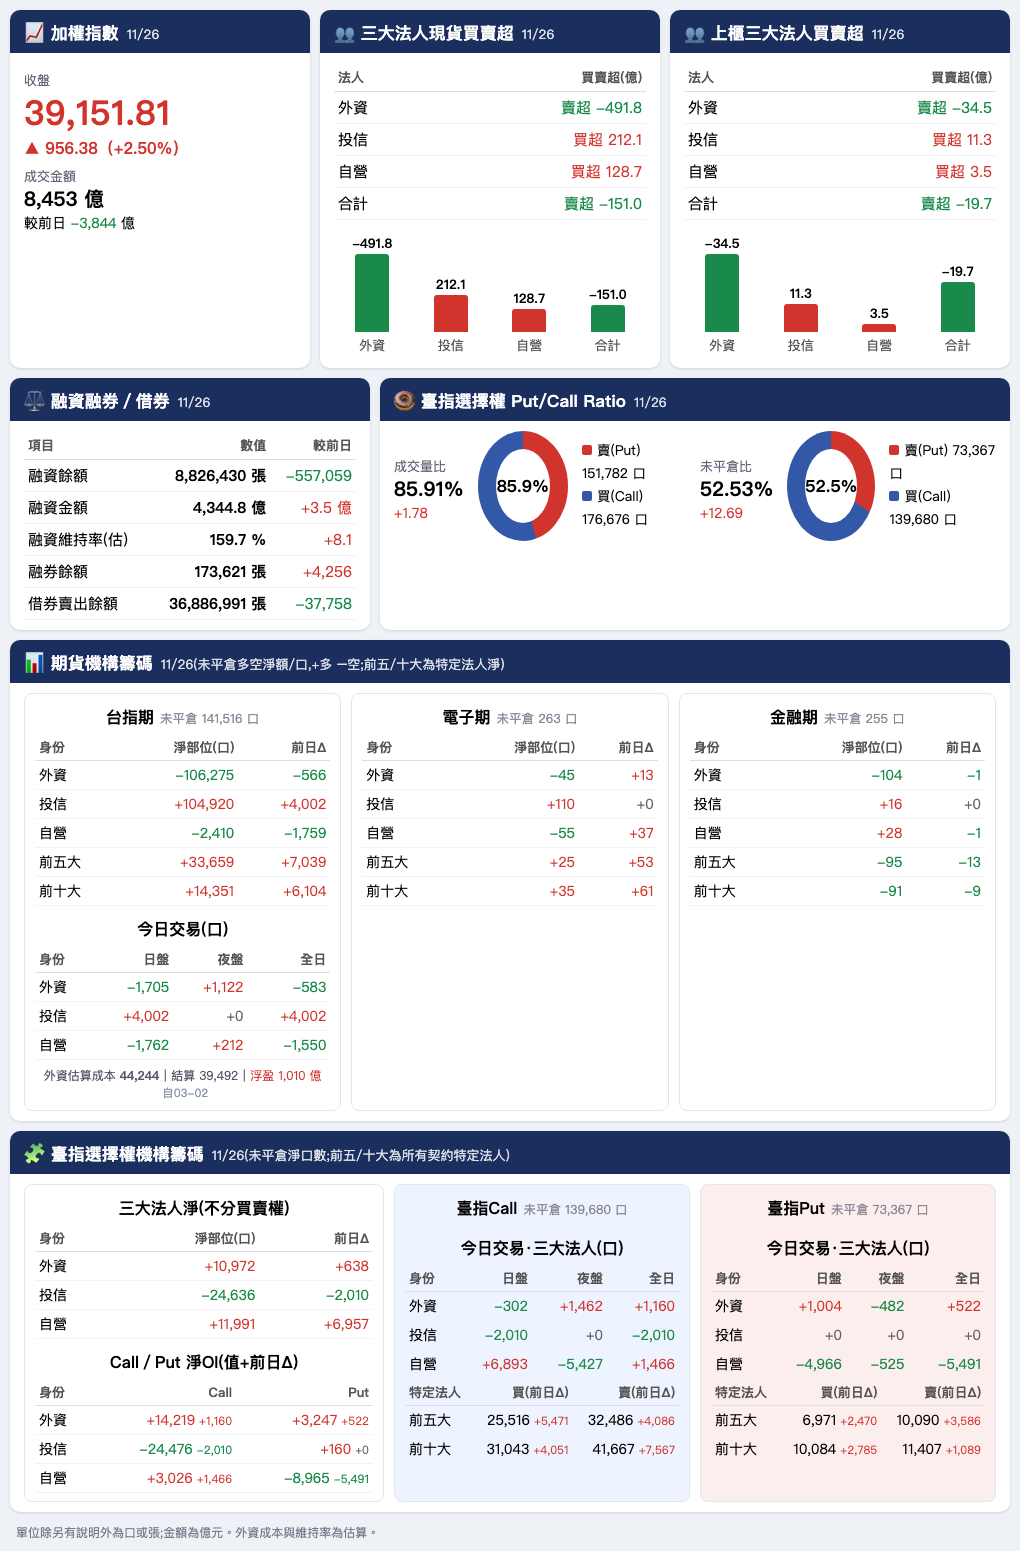 加權指數 11/26
收盤
39,151.81
▲ 956.38 (+2.50%)
成交金額
8,453 億
較前日 −3,844 億
三大法人現貨買賣超 11/26
法人 買賣超(億)
外資 賣超 −491.8
投信 買超 212.1
自營 買超 128.7
合計 賣超 −151.0
−491.8 212.1 128.7 −151.0
外資 投信 自營 合計
上櫃三大法人買賣超 11/26
法人 買賣超(億)
外資 賣超 −34.5
投信 買超 11.3
自營 買超 3.5
合計 賣超 −19.7
−34.5 11.3 3.5 −19.7
外資 投信 自營 合計
融資融券 / 借券 11/26
項目 數值 較前日
融資餘額 8,826,430 張 −557,059
融資金額 4,344.8 億 +3.5 億
融資維持率(估) 159.7 % +8.1
融券餘額 173,621 張 +4,256
借券賣出餘額 36,886,991 張 −37,758
臺指選擇權 Put/Call Ratio 11/26
成交量比
85.91%
+1.78
85.9%
賣(Put)
151,782 口
買(Call)
176,676 口
未平倉比
52.53%
+12.69
52.5%
賣(Put) 73,367
口
買(Call)
139,680 口
期貨機構籌碼 11/26(未平倉多空淨額/口,+多 −空;前五/十大為特定法人淨)
台指期 未平倉 141,516 口
身份 淨部位(口) 前日Δ
外資 −106,275 −566
投信 +104,920 +4,002
自營 −2,410 −1,759
前五大 +33,659 +7,039
前十大 +14,351 +6,104
今日交易(口)
身份 日盤 夜盤 全日
外資 −1,705 +1,122 −583
投信 +4,002 +0 +4,002
自營 −1,762 +212 −1,550
外資估算成本 44,244｜結算 39,492｜浮盈 1,010 億
自03−02
電子期 未平倉 263 口
身份 淨部位(口) 前日Δ
外資 −45 +13
投信 +110 +0
自營 −55 +37
前五大 +25 +53
前十大 +35 +61
金融期 未平倉 255 口
身份 淨部位(口) 前日Δ
外資 −104 −1
投信 +16 +0
自營 +28 −1
前五大 −95 −13
前十大 −91 −9
臺指選擇權機構籌碼 11/26(未平倉淨口數;前五/十大為所有契約特定法人)
三大法人淨(不分買賣權)
身份 淨部位(口) 前日Δ
外資 +10,972 +638
投信 −24,636 −2,010
自營 +11,991 +6,957
Call / Put 淨OI(值+前日Δ)
身份 Call Put
外資 +14,219 +1,160 +3,247 +522
投信 −24,476 −2,010 +160 +0
自營 +3,026 +1,466 −8,965 −5,491
臺指Call 未平倉 139,680 口
今日交易·三大法人(口)
身份 日盤 夜盤 全日
外資 −302 +1,462 +1,160
投信 −2,010 +0 −2,010
自營 +6,893 −5,427 +1,466
特定法人 買(前日Δ) 賣(前日Δ)
前五大 25,516 +5,471 32,486 +4,086
前十大 31,043 +4,051 41,667 +7,567
臺指Put 未平倉 73,367 口
今日交易·三大法人(口)
身份 日盤 夜盤 全日
外資 +1,004 −482 +522
投信 +0 +0 +0
自營 −4,966 −525 −5,491
特定法人 買(前日Δ) 賣(前日Δ)
前五大 6,971 +2,470 10,090 +3,586
前十大 10,084 +2,785 11,407 +1,089
單位除另有說明外為口或張;金額為億元。外資成本與維持率為估算。